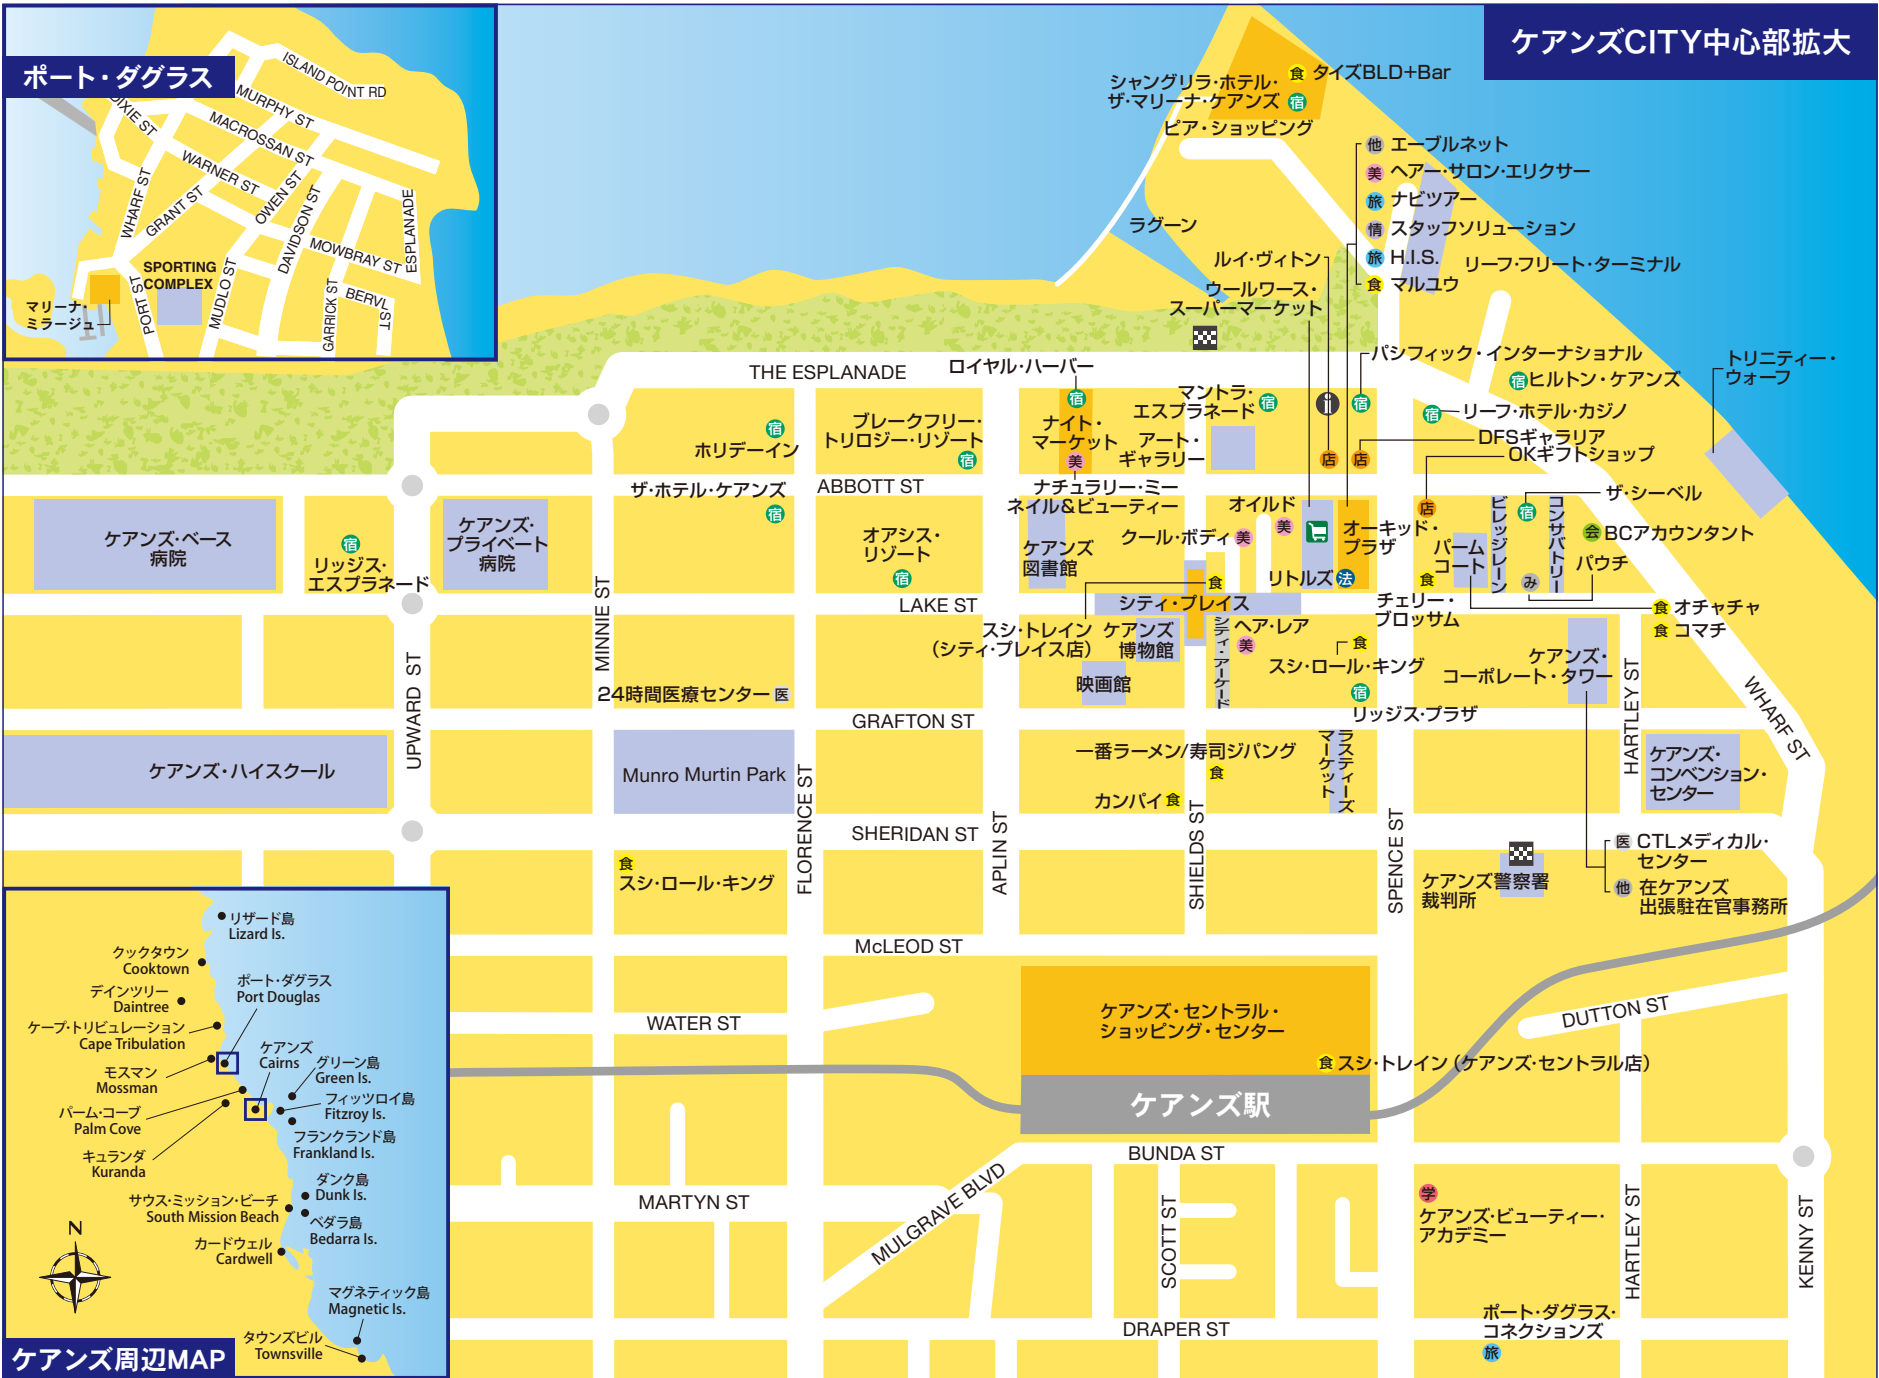 ケアンズCITY中心部拡大
ポート・ダグラス
ISLAND POINT RD
MURPHY ST
DIXIE ST
MACROSSAN ST
WARNER ST
WHARF ST
GRANT ST
OWEN ST
DAVIDSON ST
MOWBRAY ST
ESPLANADE
SPORTING
COMPLEX
PORT ST
MUDLO ST
GARRICK ST
BERVL ST
マリーナ・
ミラージュ
シャングリラ・ホテル・
ザ・マリーナ・ケアンズ 宿
食 タイズBLD+Bar
ピア・ショッピング
他 エーブルネット
美 ヘアー・サロン・エリクサー
旅 ナビツアー
情 スタッフソリューション
旅 H.I.S.
食 マルユウ
リーフ・フリート・ターミナル
ラグーン
ルイ・ヴィトン
ウールワース・
スーパーマーケット
THE ESPLANADE
ロイヤル・ハーバー
宿
パシフィック・インターナショナル
宿
宿 ヒルトン・ケアンズ
トリニティー・
ウォーフ
宿 リーフ・ホテル・カジノ
DFSギャラリア
店
OKギフトショップ
店
店
i
マントラ・
エスプラネード 宿
ナイト・
マーケット
美
アート・
ギャラリー
ブレークフリー・
トリロジー・リゾート
宿
宿
ホリデーイン
ザ・ホテル・ケアンズ
宿
ABBOTT ST
ナチュラリー・ミー
ネイル&ビューティー
オイルド
美
クール・ボディ 美
オーキッド・
プラザ
リトルズ 法
ザ・シーベル
宿
ビレッジレーン
コンサバトリー
会 BCアカウンタント
パウチ
み
パーム
コート
食
チェリー・
ブロッサム
食 オチャチャ
食 コマチ
ケアンズ・ベース
病院
宿
リッジス・
エスプラネード
ケアンズ・
プライベート
病院
オアシス・
リゾート
宿
ケアンズ
図書館
食
LAKE ST
シティ・プレイス
スシ・トレイン
(シティ・プレイス店)
ケアンズ
博物館
映画館
シティ・アーケード
ヘア・レア
美
食
スシ・ロール・キング
宿
リッジス・プラザ
ケアンズ・
コーポレート・タワー
24時間医療センター 医
UPWARD ST
MINNIE ST
HARTLEY ST
WHARF ST
GRAFTON ST
ケアンズ・ハイスクール
Munro Murtin Park
一番ラーメン/寿司ジパング
食
カンパイ 食
ラスティーズ
マーケット
ケアンズ・
コンベンション・
センター
SHERIDAN ST
FLORENCE ST
APLIN ST
SHIELDS ST
SPENCE ST
食
スシ・ロール・キング
ケアンズ警察署
裁判所
医 CTLメディカル・
センター
他 在ケアンズ
出張駐在官事務所
McLEOD ST
ケアンズ・セントラル・
ショッピング・センター
食 スシ・トレイン(ケアンズ・セントラル店)
ケアンズ駅
WATER ST
DUTTON ST
BUNDA ST
MARTYN ST
MULGRAVE BLVD
SCOTT ST
HARTLEY ST
KENNY ST
学
ケアンズ・ビューティー・
アカデミー
ポート・ダグラス・
コネクションズ
旅
DRAPER ST
リザード島
Lizard Is.
クックタウン
Cooktown
デインツリー
Daintree
ポート・ダグラス
Port Douglas
ケープ・トリビュレーション
Cape Tribulation
モスマン
Mossman
ケアンズ
Cairns
グリーン島
Green Is.
フィッツロイ島
Fitzroy Is.
パーム・コーブ
Palm Cove
フランクランド島
Frankland Is.
キュランダ
Kuranda
ダンク島
Dunk Is.
サウス・ミッション・ビーチ
South Mission Beach
ベダラ島
Bedarra Is.
カードウェル
Cardwell
N
マグネティック島
Magnetic Is.
タウンズビル
Townsville
ケアンズ周辺MAP